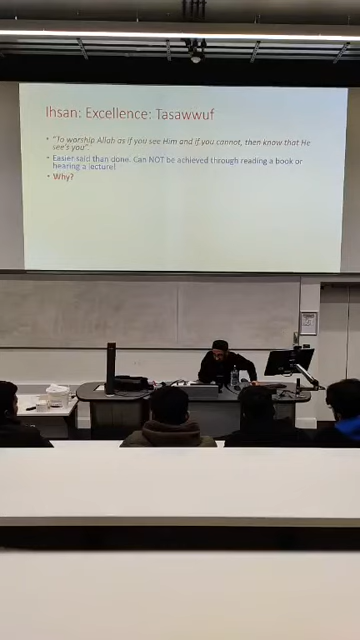 Ihsan: Excellence: Tasawwuf
• "To worship Allah as if you see Him and if you cannot, then know that He
see's you".
• Easier said than done. Can NOT be achieved through reading a book or
hearing a lecture!
• Why?